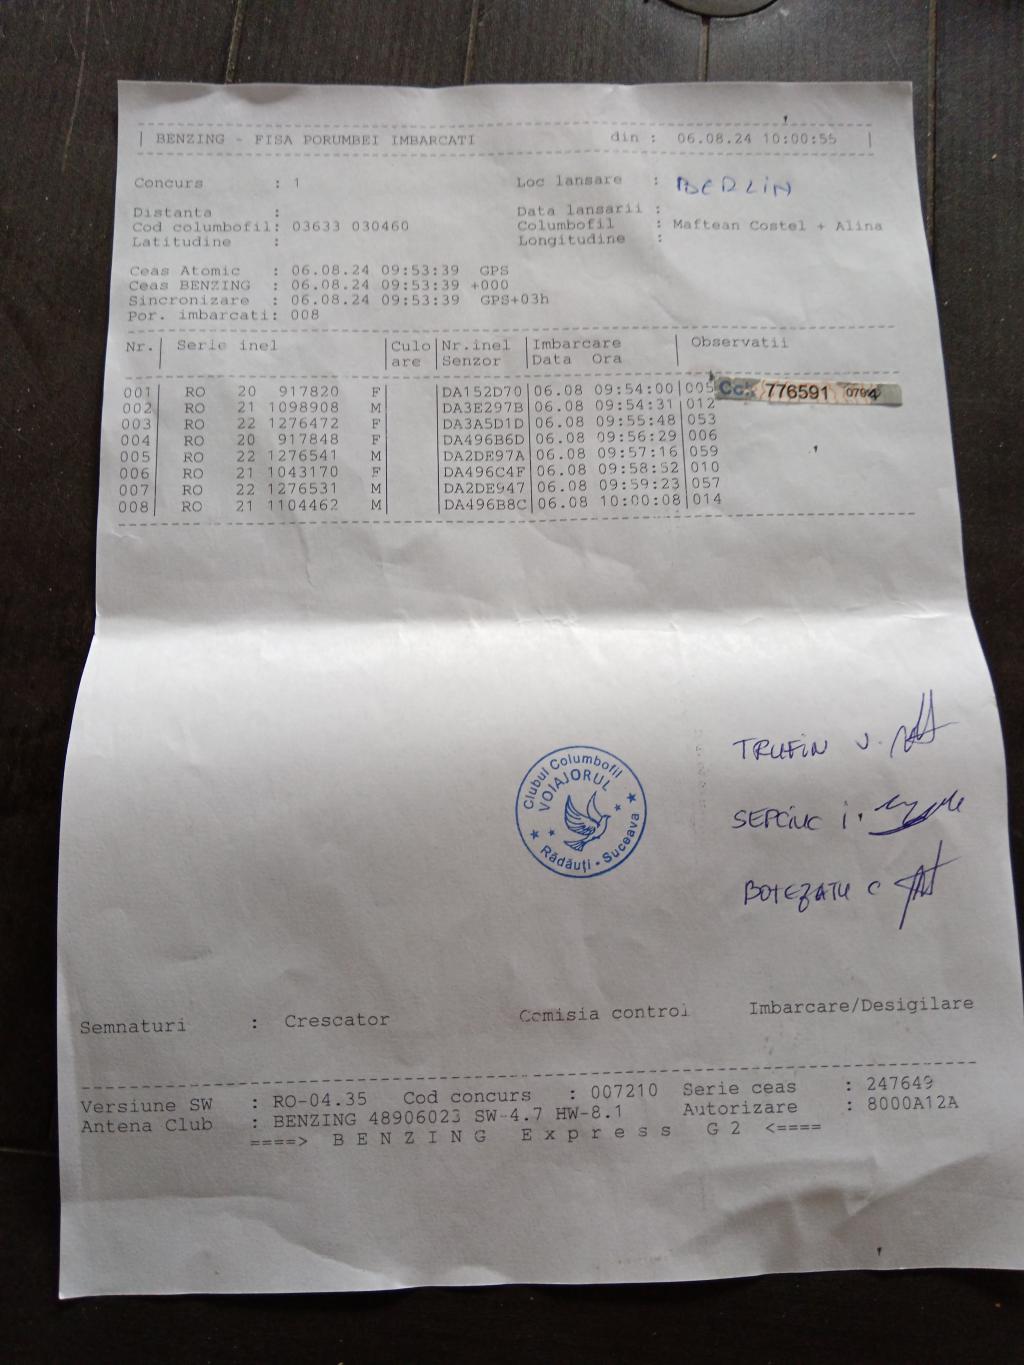 | BENZING - FISA PORUMBEI IMBARCATI din : 06.08.24 10:00:55 |
Concurs : 1 Loc lansare : BERLIN
Distanta : Data lansarii :
Cod columbofil: 03633 030460 Columbofil : Maftean Costel + Alina
Latitudine : Longitudine :
Ceas Atomic : 06.08.24 09:53:39 GPS
Ceas BENZING : 06.08.24 09:53:39 +000
Sincronizare : 06.08.24 09:53:39 GPS+03h
Por. imbarcati: 008
Nr.| Serie inel |Culo|Nr.inel |Imbarcare | Observatii
| |are |Senzor |Data Ora |
001| RO 20 917820 F| |DA152D70|06.08 09:54:00|005 776591 0794
002| RO 21 1098908 M| |DA3E297B|06.08 09:54:31|012
003| RO 22 1276472 F| |DA3A5D1D|06.08 09:55:48|053
004| RO 20 917848 F| |DA496B6D|06.08 09:56:29|006
005| RO 22 1276541 M| |DA2DE97A|06.08 09:57:16|059
006| RO 21 1043170 F| |DA496C4F|06.08 09:58:52|010
007| RO 22 1276531 M| |DA2DE947|06.08 09:59:23|057
008| RO 21 1104462 M| |DA496B8C|06.08 10:00:08|014
Clubul Columbofil
VOIAJORUL
Rădăuți - Suceava
TRUFIN V.
SEPCIUC I.
BOTEZATU C
Semnaturi : Crescator Comisia control Imbarcare/Desigilare
Versiune SW : RO-04.35 Cod concurs : 007210 Serie ceas : 247649
Antena Club : BENZING 48906023 SW-4.7 HW-8.1 Autorizare : 8000A12A
====> B E N Z I N G E x p r e s s G 2 <====